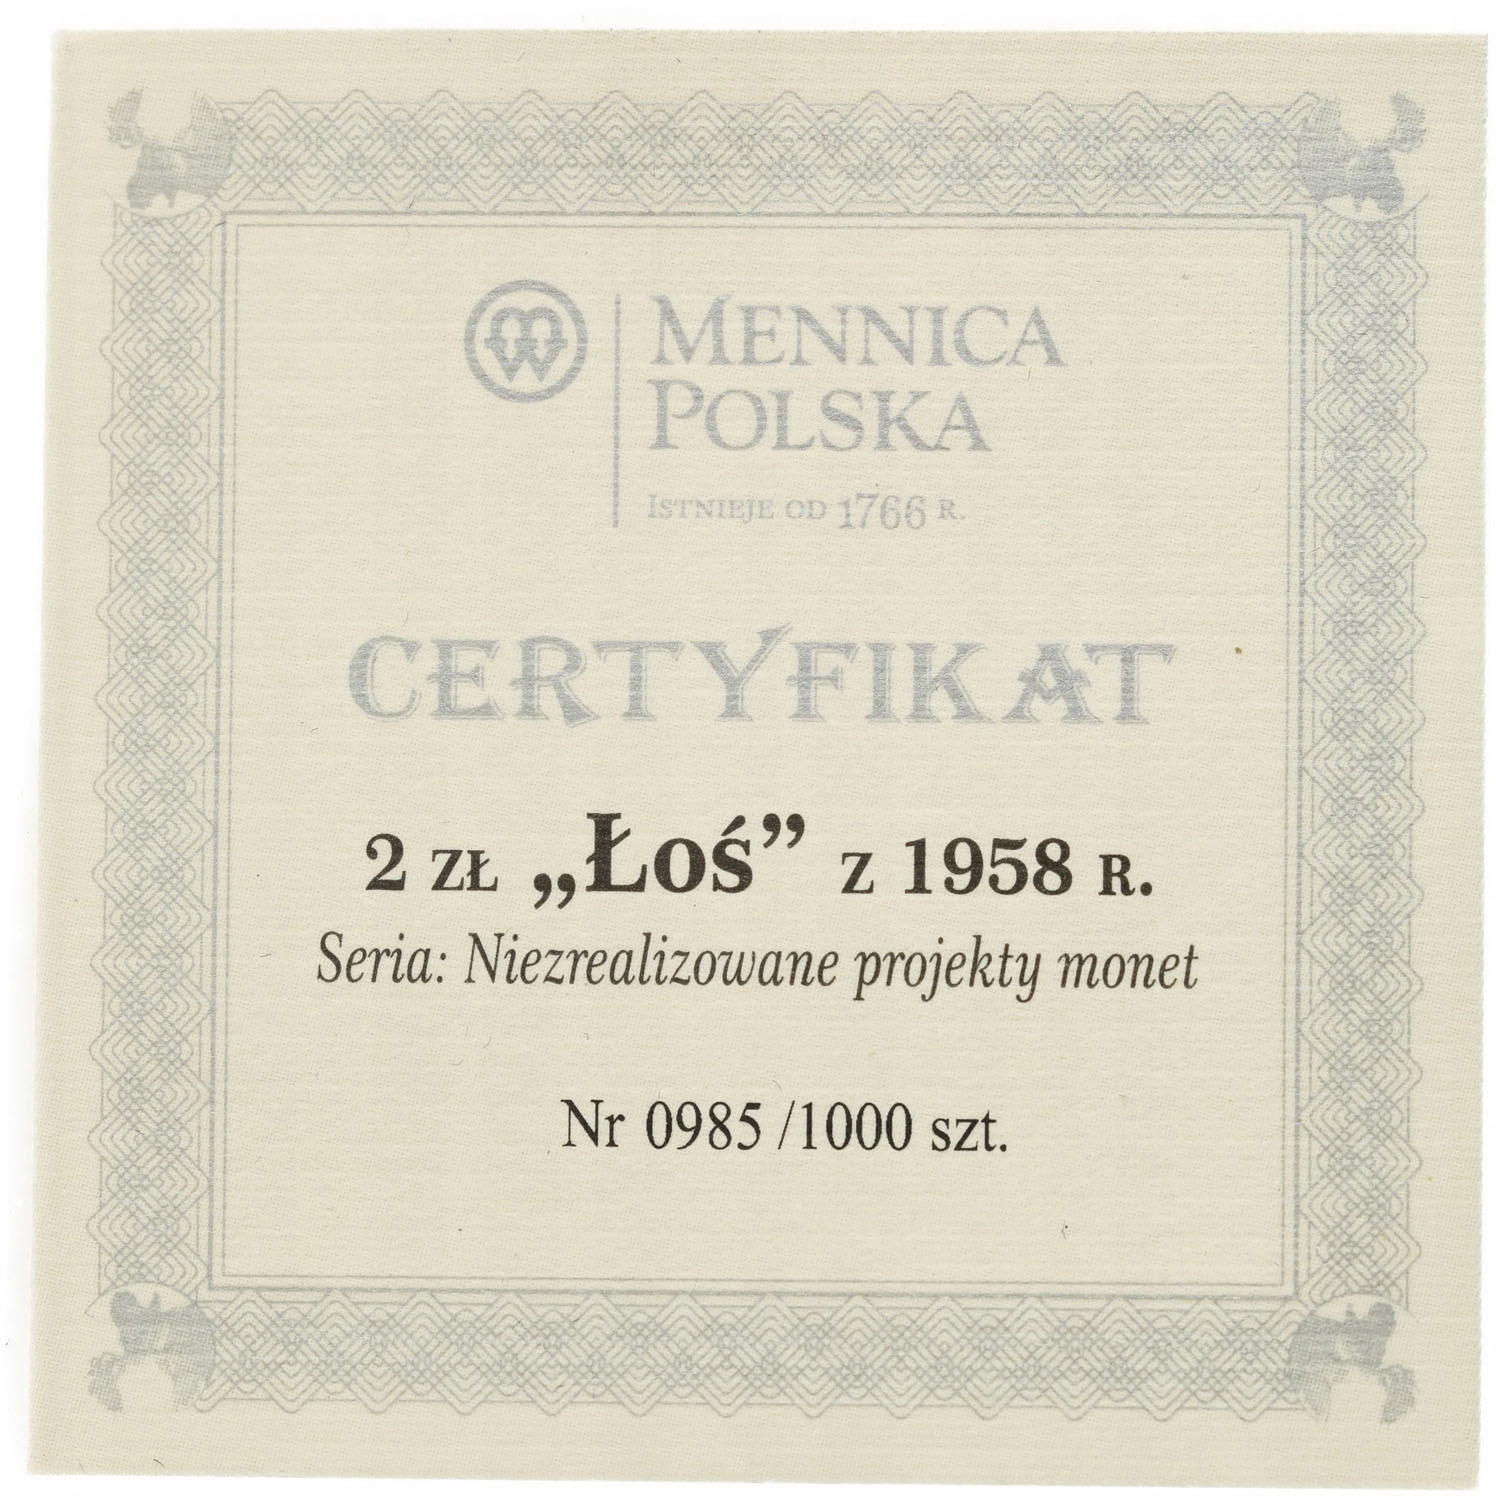 MENNICA
POLSKA
ISTNIEJE OD 1766 R.
CERTYFIKAT
2 ZŁ „Łoś” Z 1958 R.
Seria: Niezrealizowane projekty monet
Nr 0985 /1000 szt.